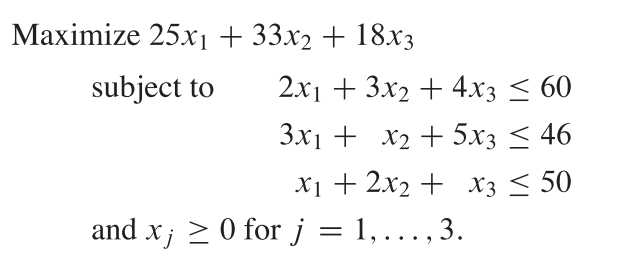 Maximize 25x₁ + 33x₂ + 18x₃
subject to 2x₁ + 3x₂ + 4x₃ ≤ 60
3x₁ + x₂ + 5x₃ ≤ 46
x₁ + 2x₂ + x₃ ≤ 50
and xⱼ ≥ 0 for j = 1, . . . , 3.